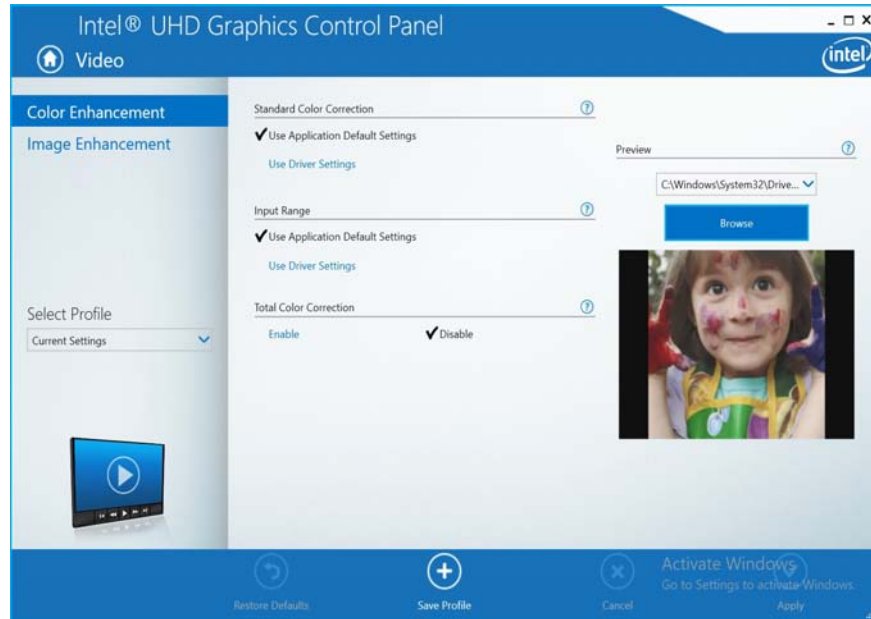 Intel® UHD Graphics Control Panel
Video
intel
Color Enhancement
Image Enhancement
Select Profile
Current Settings
Standard Color Correction
Use Application Default Settings
Use Driver Settings
Input Range
Use Application Default Settings
Use Driver Settings
Total Color Correction
Enable
Disable
Preview
C:\Windows\System32\Drive...
Browse
Restore Defaults
Save Profile
Cancel
Apply
Activate Windows
Go to Settings to activate Windows.